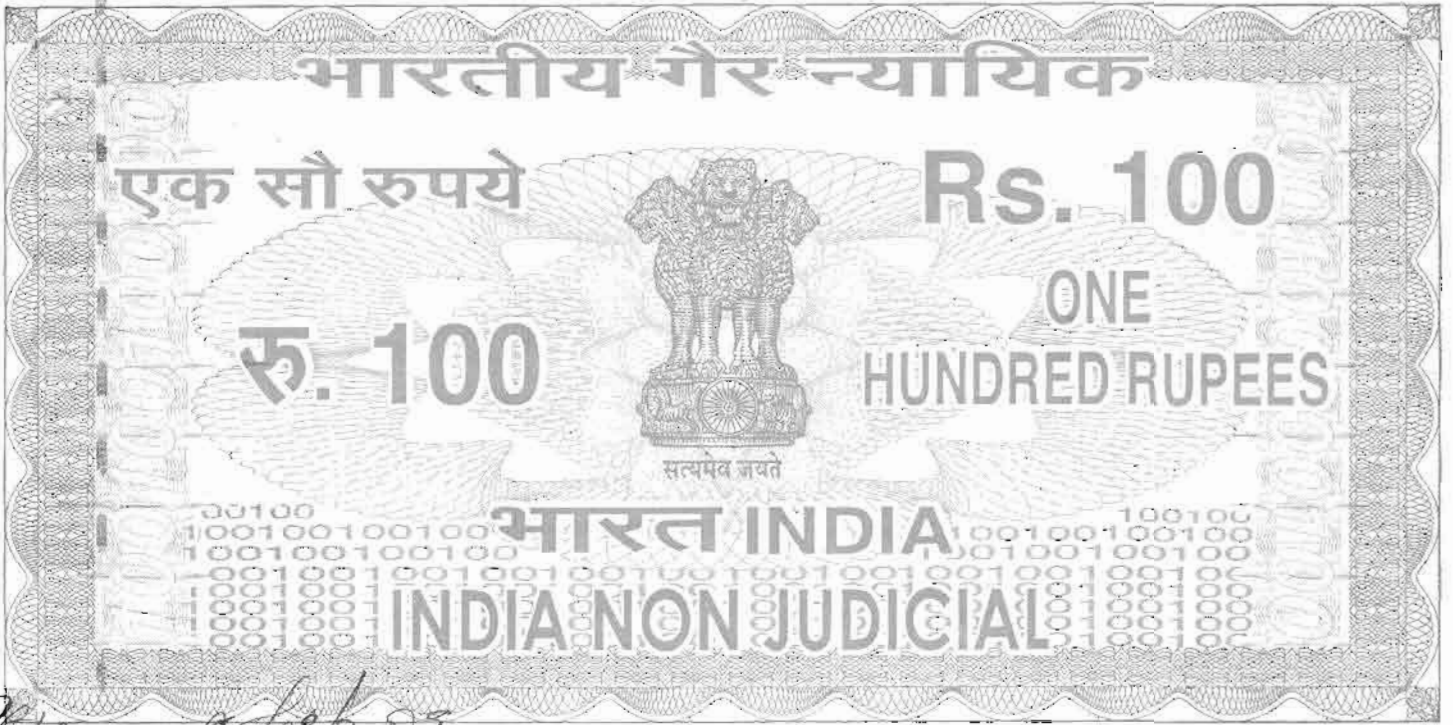 भारतीय गैर न्यायिक
एक सौ रुपये
Rs. 100
रु. 100
ONE
HUNDRED RUPEES
सत्यमेव जयते
भारत INDIA
INDIA NON JUDICIAL